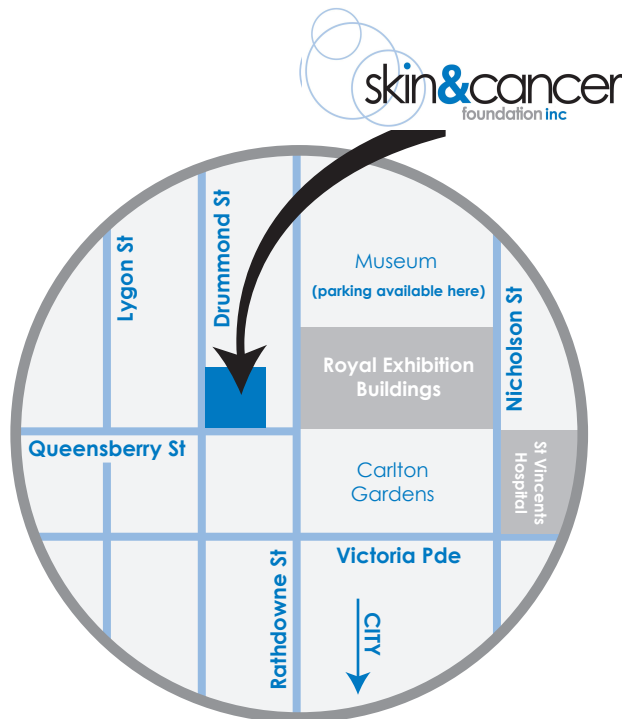 skin&cancer
foundation inc
Lygon St
Drummond St
Museum
(parking available here)
Nicholson St
Royal Exhibition
Buildings
Queensberry St
Carlton
Gardens
St Vincents
Hospital
Rathdowne St
Victoria Pde
CITY